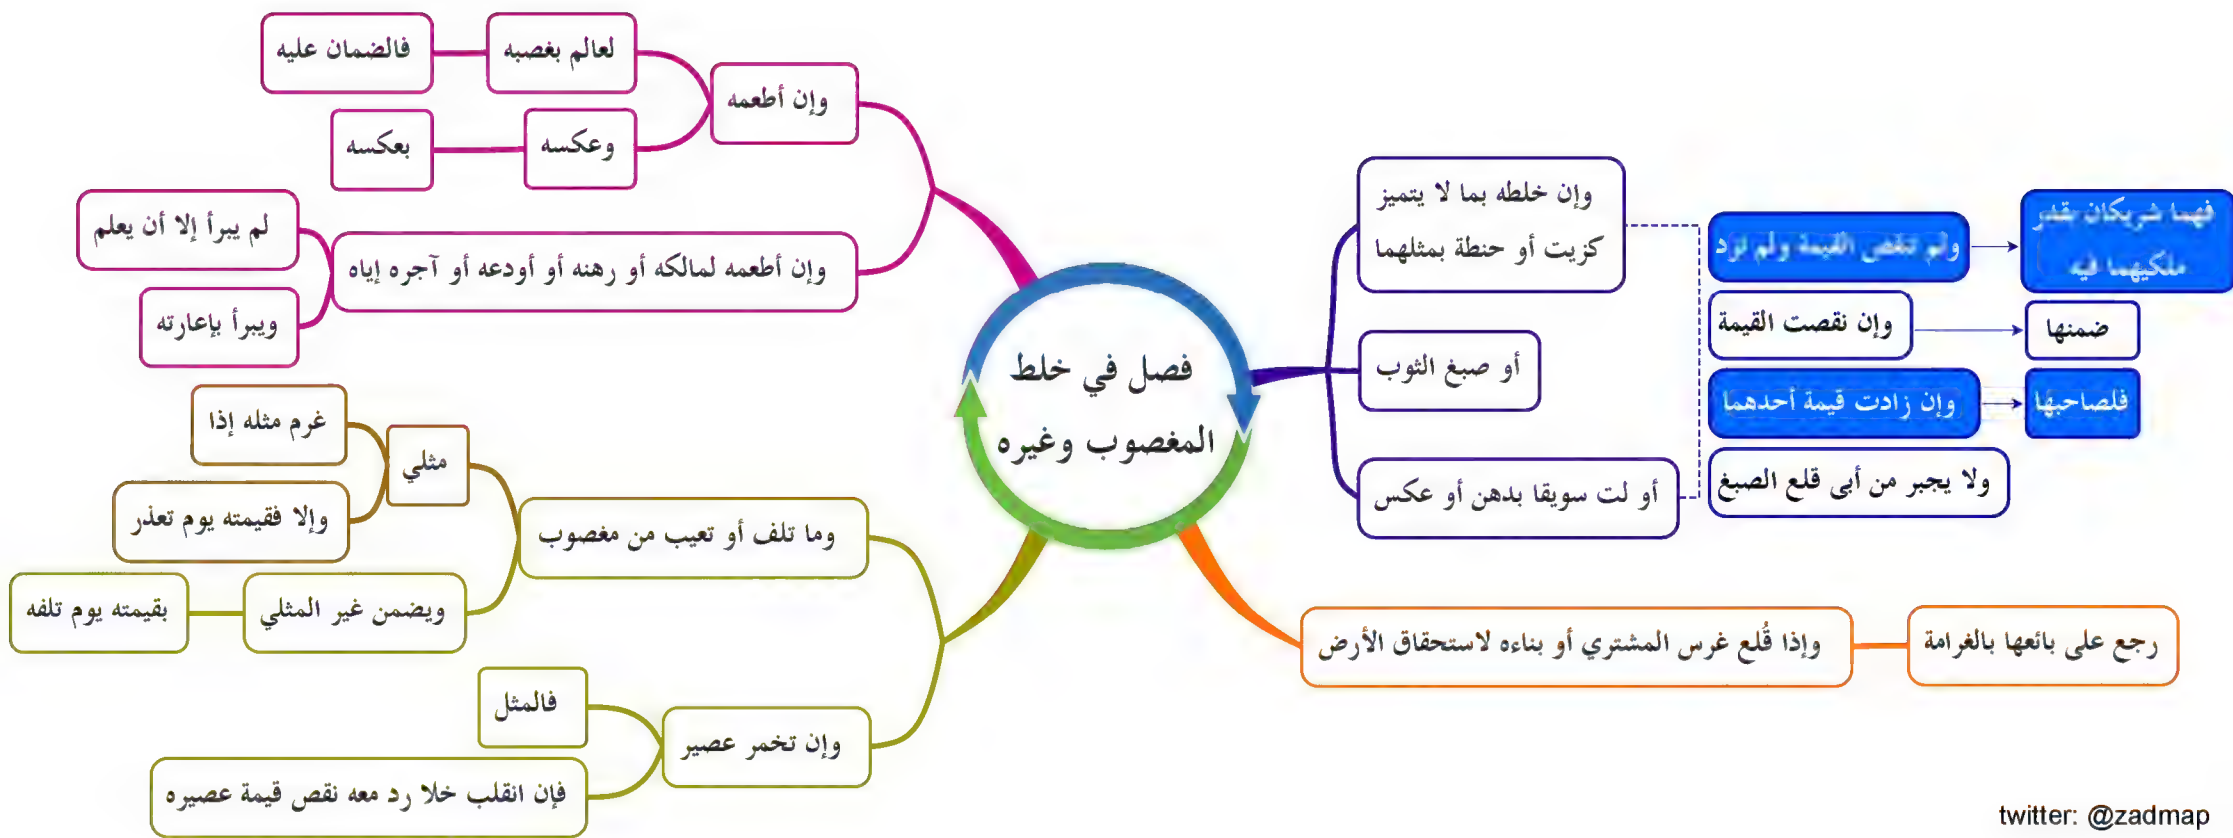 فصل في خلط
المغصوب وغيره
وإن خلطه بما لا يتميز
كزيت أو حنطة بمثلهما
أو صبغ الثوب
أو لت سويقا بدهن أو عكس
ولم تنقص القيمة ولم تزد
فهما شريكان بقدر
ملكيهما فيه
وإن نقصت القيمة
ضمنها
وإن زادت قيمة أحدهما
فلصاحبها
ولا يجبر من أبى قلع الصبغ
وإذا قُلع غرس المشتري أو بناءه لاستحقاق الأرض
رجع على بائعها بالغرامة
وإن أطعمه
لعالم بغصبه
فالضمان عليه
وعكسه
بعكسه
وإن أطعمه لمالكه أو رهنه أو أودعه أو آجره إياه
لم يبرأ إلا أن يعلم
ويبرأ بإعارته
وما تلف أو تعيب من مغصوب
مثلي
غرم مثله إذا
وإلا فقيمته يوم تعذر
ويضمن غير المثلي
بقيمته يوم تلفه
وإن تخمر عصير
فالمثل
فإن انقلب خلا رد معه نقص قيمة عصيره
twitter: @zadmap